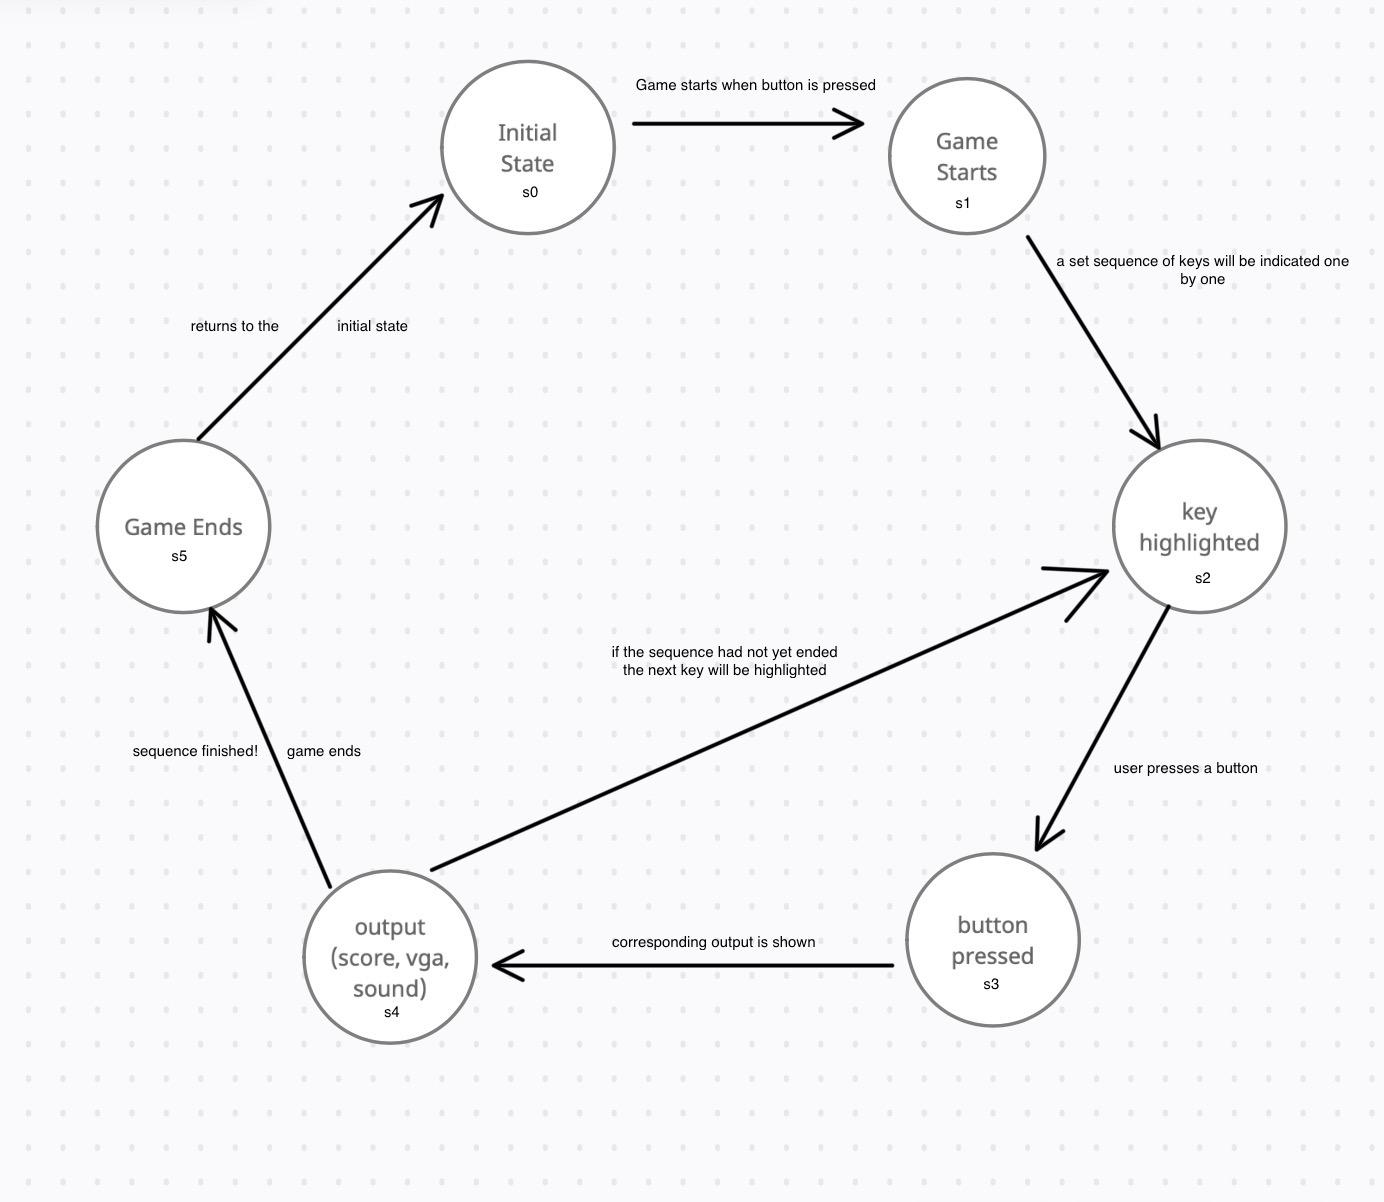 Game starts when button is pressed
Initial
State
s0
Game
Starts
s1
a set sequence of keys will be indicated one
by one
returns to the initial state
key
highlighted
s2
Game Ends
s5
if the sequence had not yet ended
the next key will be highlighted
sequence finished! game ends
user presses a button
output
(score, vga,
sound)
s4
corresponding output is shown
button
pressed
s3